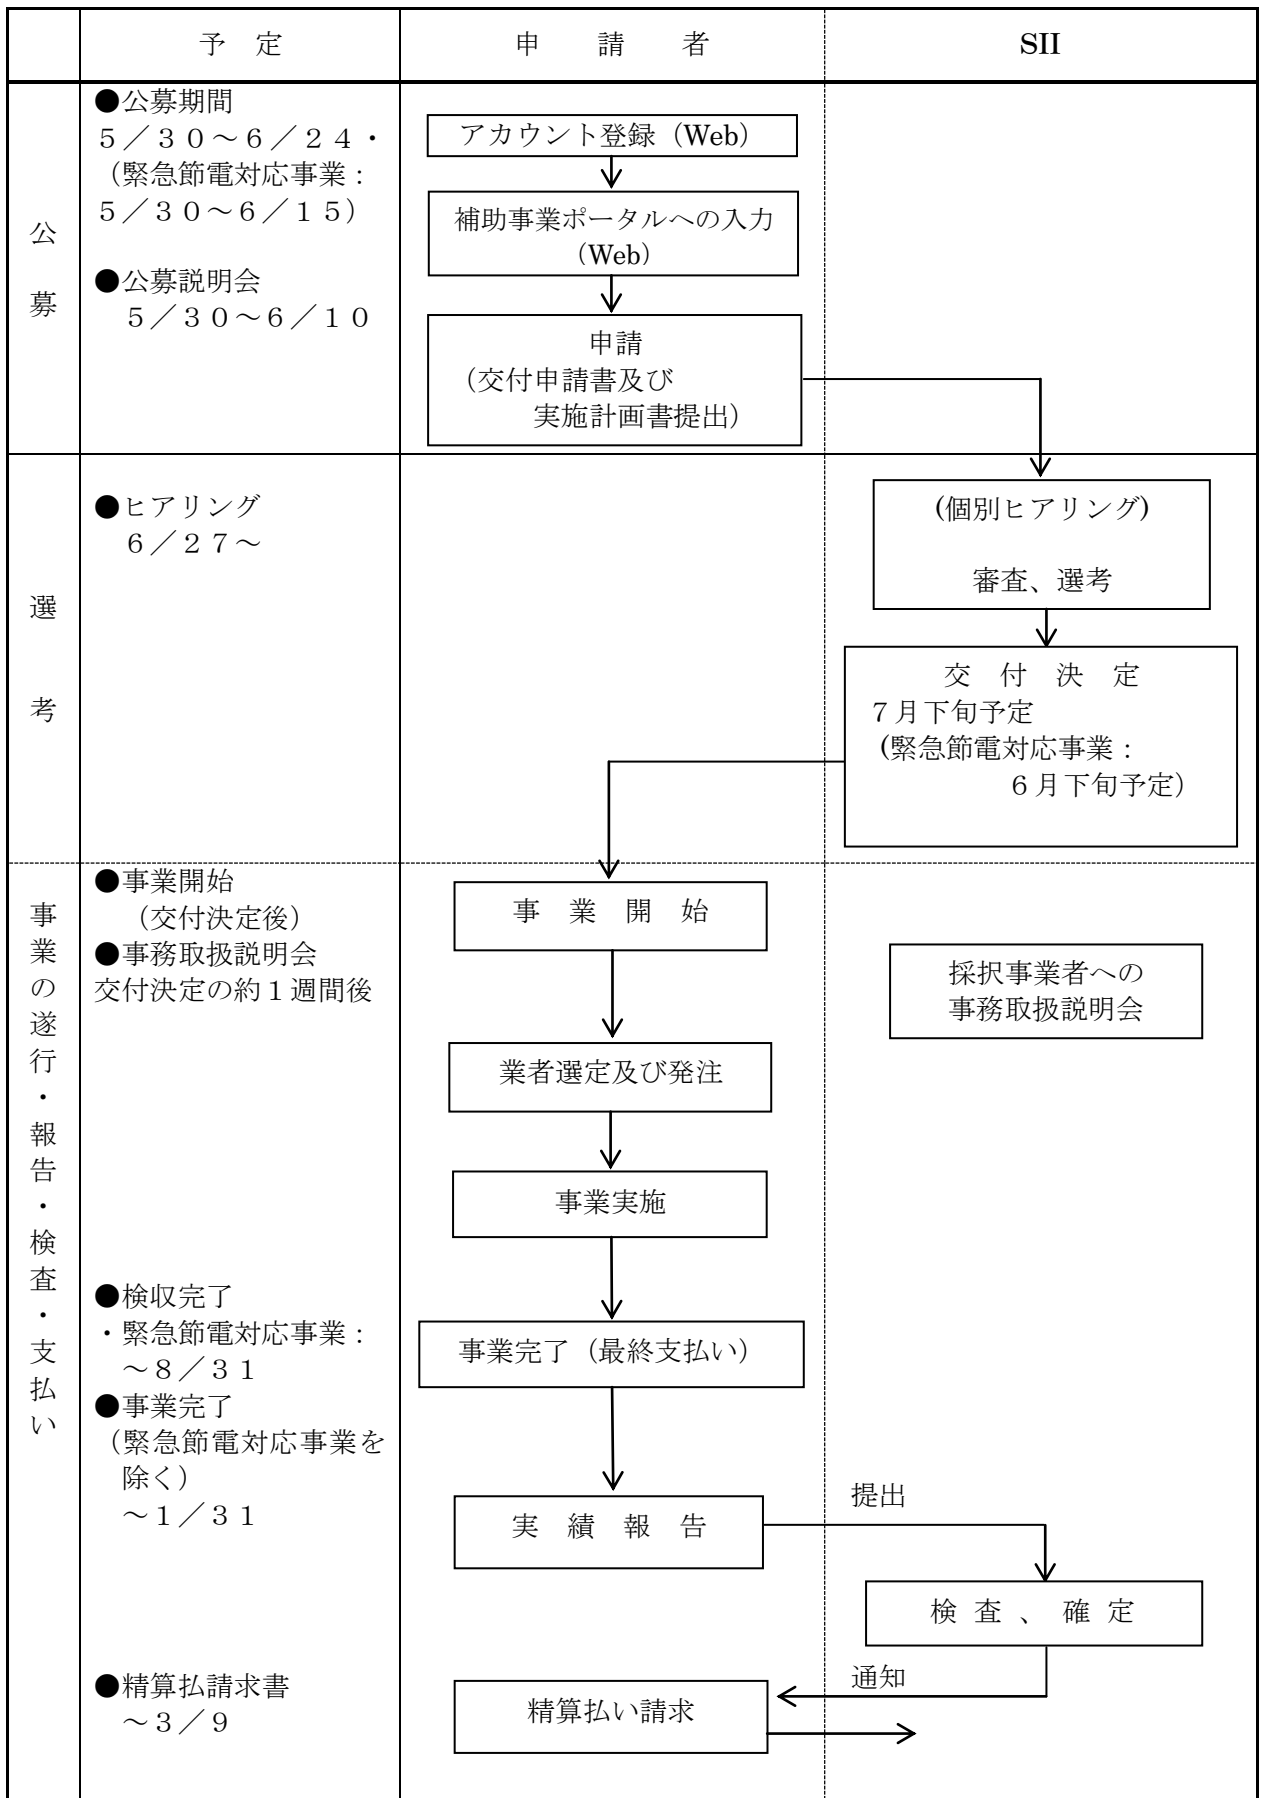 予　定
申　請　者
SII
公募
●公募期間
５／３０～６／２４・
（緊急節電対応事業：
５／３０～６／１５）
●公募説明会
５／３０～６／１０
アカウント登録（Web）
補助事業ポータルへの入力
（Web）
申請
（交付申請書及び
実施計画書提出）
選考
●ヒアリング
６／２７～
(個別ヒアリング)
審査、選考
交　付　決　定
７月下旬予定
(緊急節電対応事業：
６月下旬予定）
事業の遂行・報告・検査・支払い
●事業開始
（交付決定後）
●事務取扱説明会
交付決定の約１週間後
事　業　開　始
採択事業者への
事務取扱説明会
業者選定及び発注
事業実施
●検収完了
・緊急節電対応事業：
～８／３１
●事業完了
（緊急節電対応事業を
除く）
～１／３１
事業完了（最終支払い）
実　績　報　告
提出
検 査 、 確 定
●精算払請求書
～３／９
通知
精算払い請求